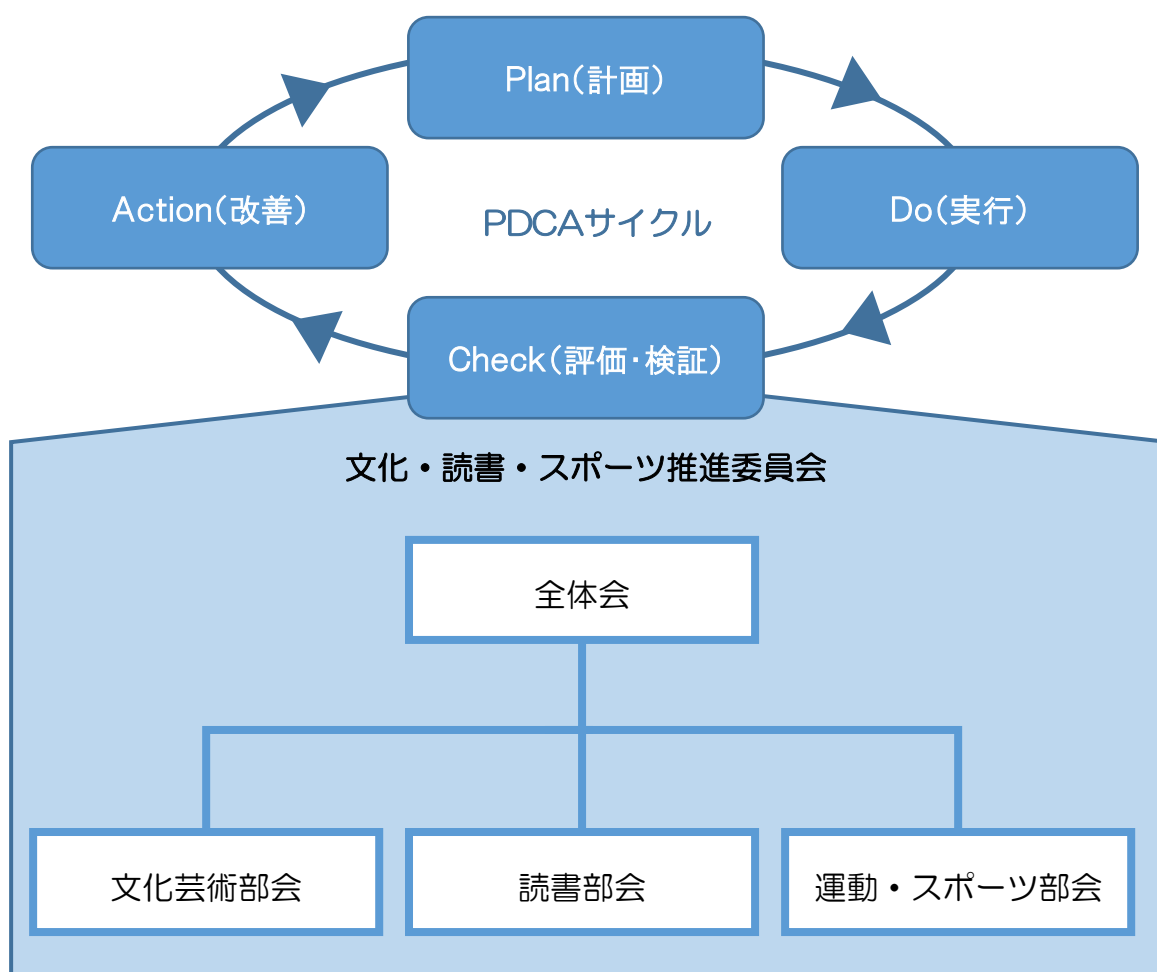 Plan(計画)
Action(改善)
PDCAサイクル
Do(実行)
Check(評価・検証)
文化・読書・スポーツ推進委員会
全体会
文化芸術部会
読書部会
運動・スポーツ部会